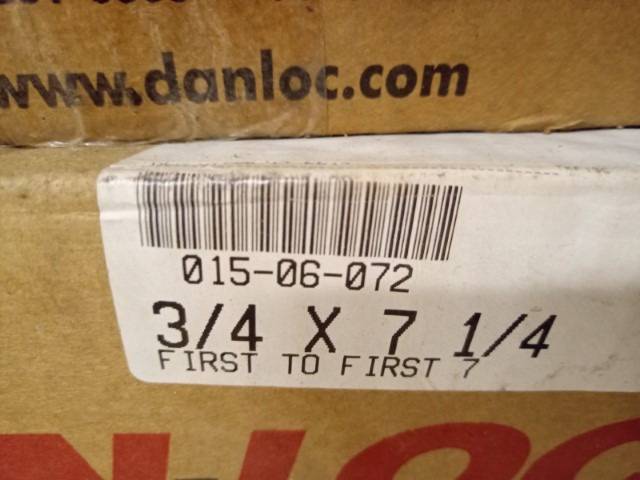 www.danloc.com
015-06-072
3/4 X 7 1/4
FIRST TO FIRST 7